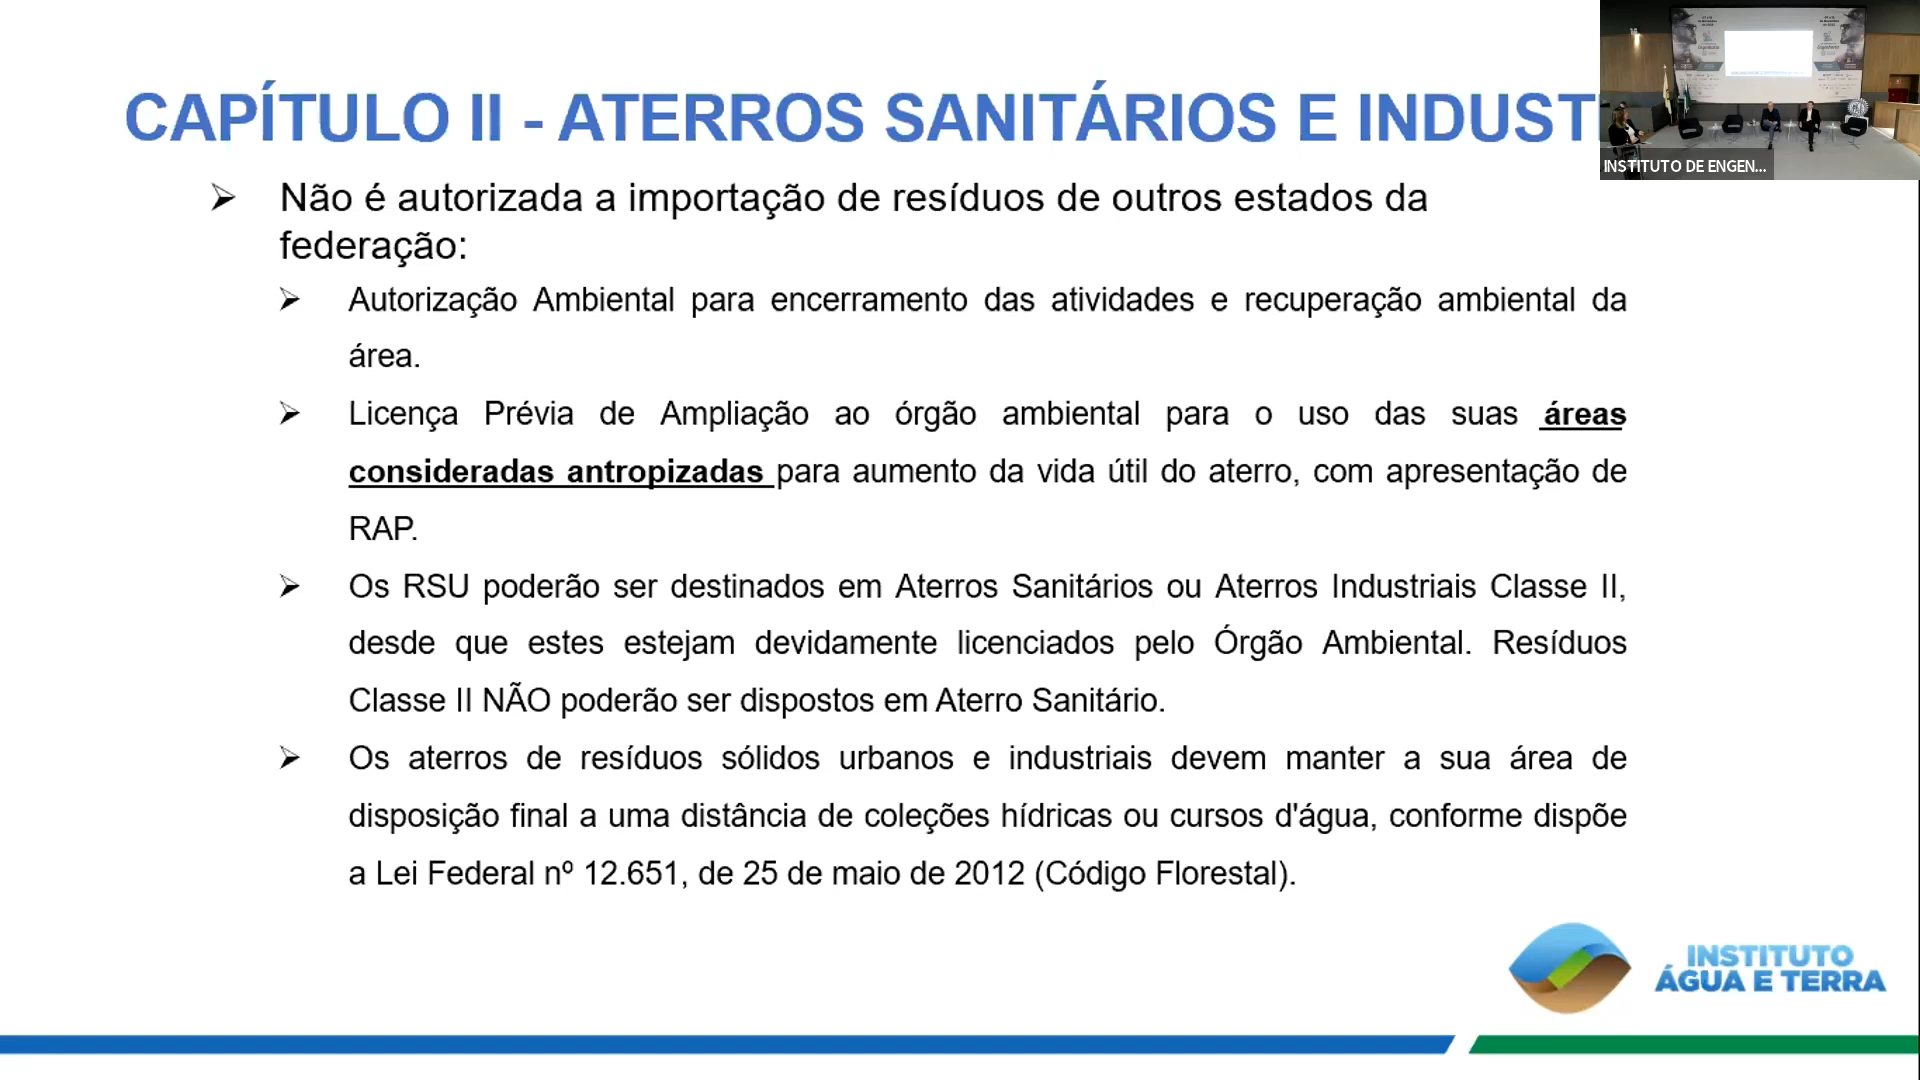 CAPÍTULO II - ATERROS SANITÁRIOS E INDUST
INSTITUTO DE ENGEN...
➢ Não é autorizada a importação de resíduos de outros estados da
federação:
➢ Autorização Ambiental para encerramento das atividades e recuperação ambiental da
área.
➢ Licença Prévia de Ampliação ao órgão ambiental para o uso das suas áreas
consideradas antropizadas para aumento da vida útil do aterro, com apresentação de
RAP.
➢ Os RSU poderão ser destinados em Aterros Sanitários ou Aterros Industriais Classe II,
desde que estes estejam devidamente licenciados pelo Órgão Ambiental. Resíduos
Classe II NÃO poderão ser dispostos em Aterro Sanitário.
➢ Os aterros de resíduos sólidos urbanos e industriais devem manter a sua área de
disposição final a uma distância de coleções hídricas ou cursos d'água, conforme dispõe
a Lei Federal nº 12.651, de 25 de maio de 2012 (Código Florestal).
INSTITUTO
ÁGUA E TERRA